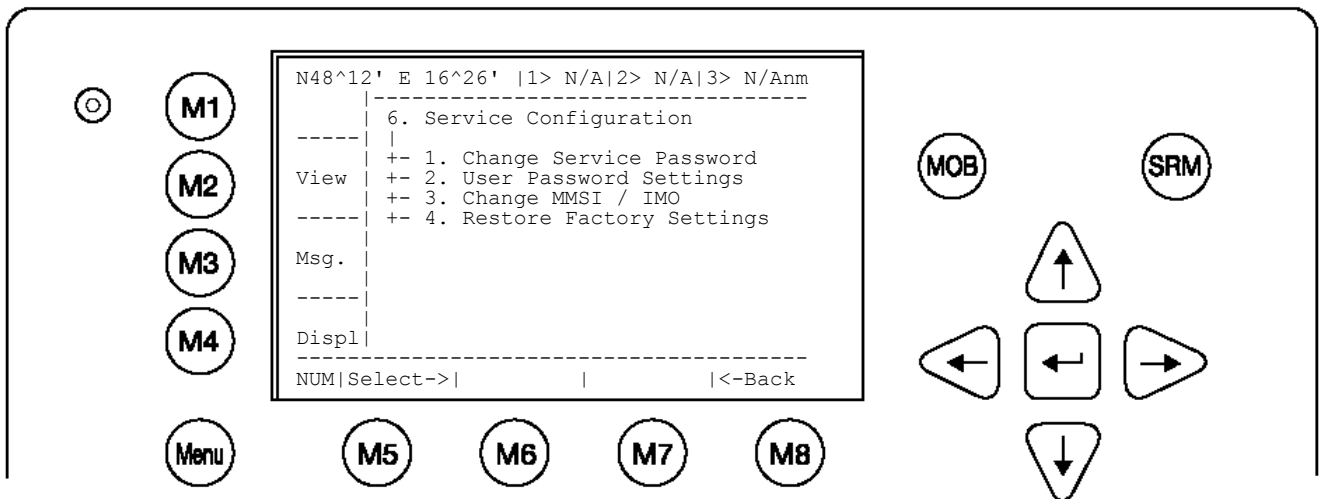 N48^12' E 16^26' |1> N/A|2> N/A|3> N/Anm
|----------------------------------
M1
| 6. Service Configuration
-----| |
| +- 1. Change Service Password
MOB
SRM
M2
View | +- 2. User Password Settings
| +- 3. Change MMSI / IMO
-----| +- 4. Restore Factory Settings
|
M3
Msg. |
|
-----|
|
M4
Displ|
----------------------------------------
NUM|Select->| | |<-Back
Menu
M5
M6
M7
M8